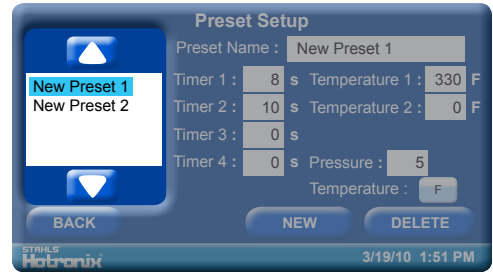 Preset Setup
Preset Name : New Preset 1
New Preset 1
New Preset 2
Timer 1 : 8 s Temperature 1 : 330 F
Timer 2 : 10 s Temperature 2 : 0 F
Timer 3 : 0 s
Timer 4 : 0 s Pressure : 5
Temperature : F
BACK NEW DELETE
STAHLS'
Hotronix 3/19/10 1:51 PM